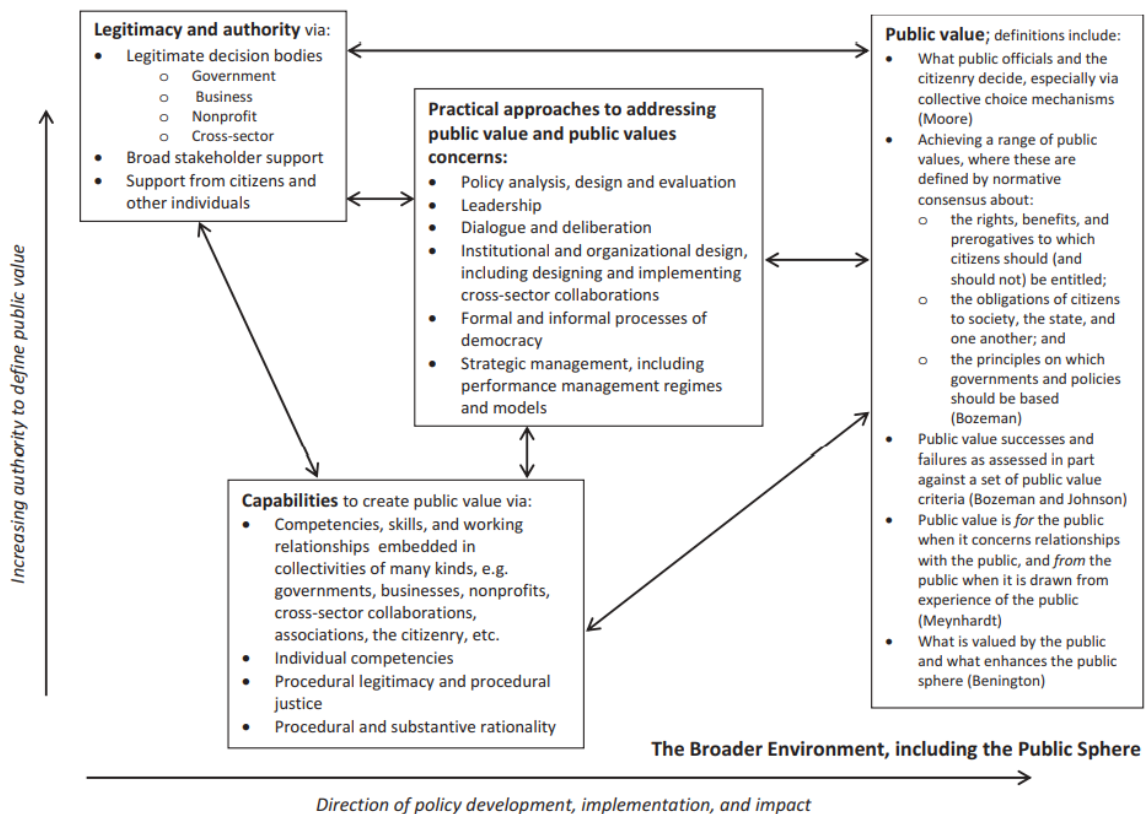 Legitimacy and authority via:
• Legitimate decision bodies
o Government
o Business
o Nonprofit
o Cross-sector
• Broad stakeholder support
• Support from citizens and
other individuals
Practical approaches to addressing
public value and public values
concerns:
• Policy analysis, design and evaluation
• Leadership
• Dialogue and deliberation
• Institutional and organizational design,
including designing and implementing
cross-sector collaborations
• Formal and informal processes of
democracy
• Strategic management, including
performance management regimes
and models
Public value; definitions include:
• What public officials and the
citizenry decide, especially via
collective choice mechanisms
(Moore)
• Achieving a range of public
values, where these are
defined by normative
consensus about:
o the rights, benefits, and
prerogatives to which
citizens should (and
should not) be entitled;
o the obligations of citizens
to society, the state, and
one another; and
o the principles on which
governments and policies
should be based
(Bozeman)
• Public value successes and
failures as assessed in part
against a set of public value
criteria (Bozeman and Johnson)
• Public value is for the public
when it concerns relationships
with the public, and from the
public when it is drawn from
experience of the public
(Meynhardt)
• What is valued by the public
and what enhances the public
sphere (Benington)
Capabilities to create public value via:
• Competencies, skills, and working
relationships embedded in
collectivities of many kinds, e.g.
governments, businesses, nonprofits,
cross-sector collaborations,
associations, the citizenry, etc.
• Individual competencies
• Procedural legitimacy and procedural
justice
• Procedural and substantive rationality
Increasing authority to define public value
The Broader Environment, including the Public Sphere
Direction of policy development, implementation, and impact